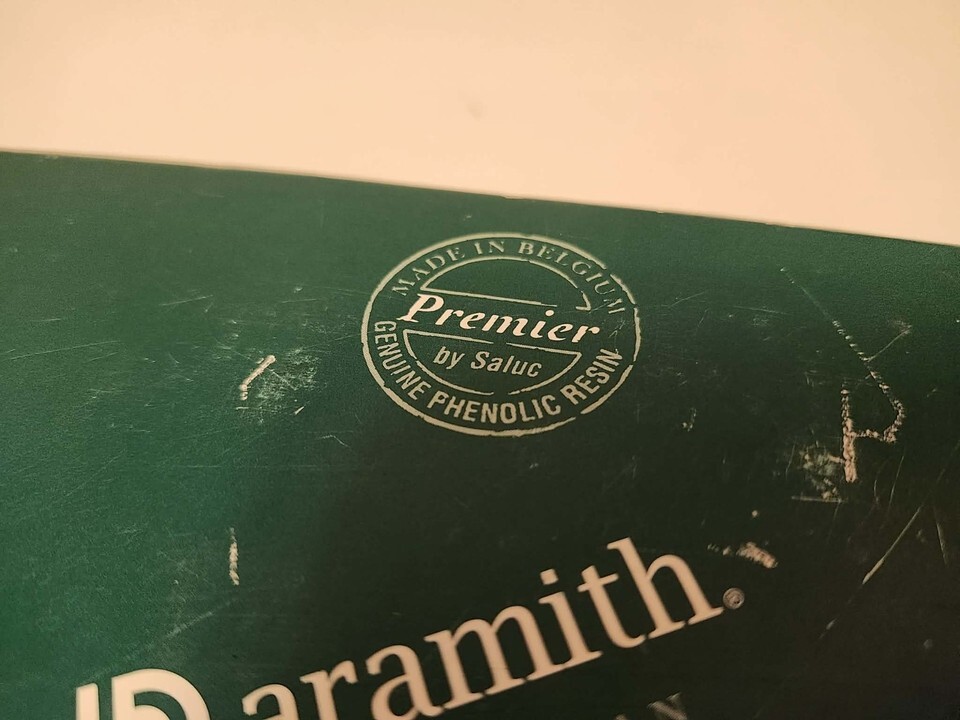 MADE IN BELGIUM
Premier
by Saluc
GENUINE PHENOLIC RESIN
aramith®